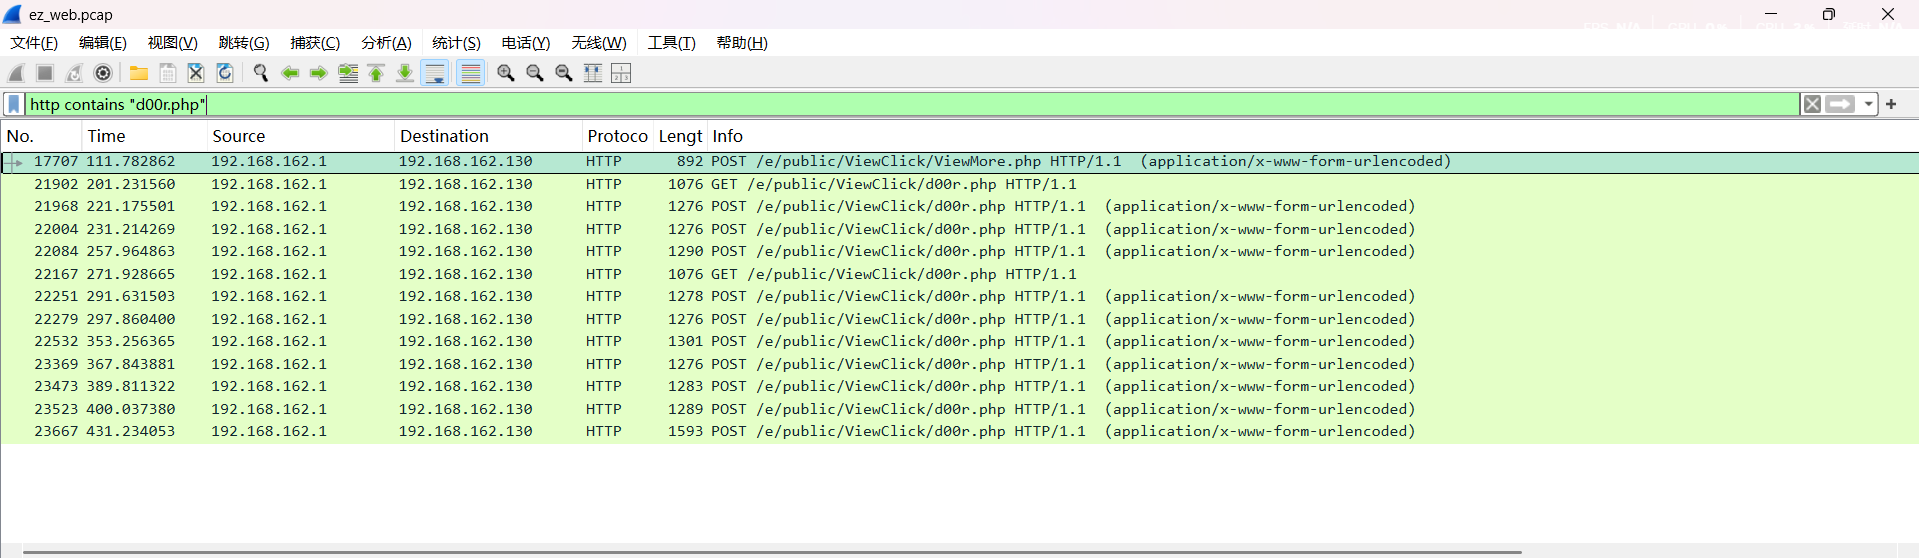 ez_web.pcap
文件(F) 编辑(E) 视图(V) 跳转(G) 捕获(C) 分析(A) 统计(S) 电话(Y) 无线(W) 工具(T) 帮助(H)
http contains "d00r.php"
No. Time Source Destination Protoco Lengt Info
17707 111.782862 192.168.162.1 192.168.162.130 HTTP 892 POST /e/public/ViewClick/ViewMore.php HTTP/1.1 (application/x-www-form-urlencoded)
21902 201.231560 192.168.162.1 192.168.162.130 HTTP 1076 GET /e/public/ViewClick/d00r.php HTTP/1.1
21968 221.175501 192.168.162.1 192.168.162.130 HTTP 1276 POST /e/public/ViewClick/d00r.php HTTP/1.1 (application/x-www-form-urlencoded)
22004 231.214269 192.168.162.1 192.168.162.130 HTTP 1276 POST /e/public/ViewClick/d00r.php HTTP/1.1 (application/x-www-form-urlencoded)
22084 257.964863 192.168.162.1 192.168.162.130 HTTP 1290 POST /e/public/ViewClick/d00r.php HTTP/1.1 (application/x-www-form-urlencoded)
22167 271.928665 192.168.162.1 192.168.162.130 HTTP 1076 GET /e/public/ViewClick/d00r.php HTTP/1.1
22251 291.631503 192.168.162.1 192.168.162.130 HTTP 1278 POST /e/public/ViewClick/d00r.php HTTP/1.1 (application/x-www-form-urlencoded)
22279 297.860400 192.168.162.1 192.168.162.130 HTTP 1276 POST /e/public/ViewClick/d00r.php HTTP/1.1 (application/x-www-form-urlencoded)
22532 353.256365 192.168.162.1 192.168.162.130 HTTP 1301 POST /e/public/ViewClick/d00r.php HTTP/1.1 (application/x-www-form-urlencoded)
23369 367.843881 192.168.162.1 192.168.162.130 HTTP 1276 POST /e/public/ViewClick/d00r.php HTTP/1.1 (application/x-www-form-urlencoded)
23473 389.811322 192.168.162.1 192.168.162.130 HTTP 1283 POST /e/public/ViewClick/d00r.php HTTP/1.1 (application/x-www-form-urlencoded)
23523 400.037380 192.168.162.1 192.168.162.130 HTTP 1289 POST /e/public/ViewClick/d00r.php HTTP/1.1 (application/x-www-form-urlencoded)
23667 431.234053 192.168.162.1 192.168.162.130 HTTP 1593 POST /e/public/ViewClick/d00r.php HTTP/1.1 (application/x-www-form-urlencoded)